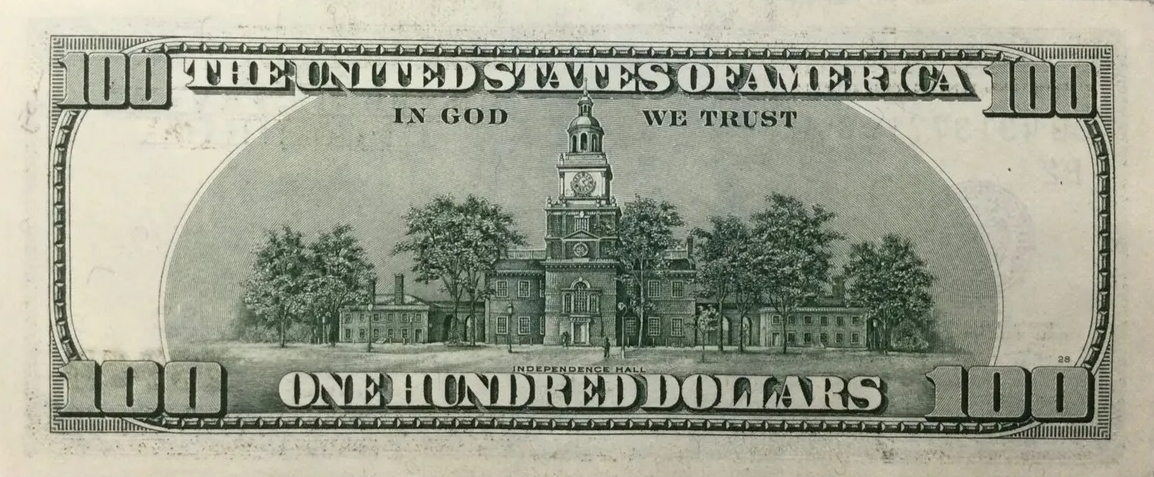 100 THE UNITED STATES OF AMERICA 100
IN GOD WE TRUST
INDEPENDENCE HALL
28
100 ONE HUNDRED DOLLARS 100